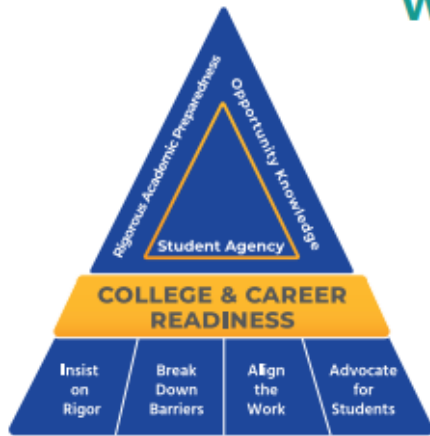 W
Rigorous Academic Preparedness
Opportunity Knowledge
Student Agency
COLLEGE & CAREER
READINESS
Insist
on
Rigor
Break
Down
Barriers
Align
the
Work
Advocate
for
Students